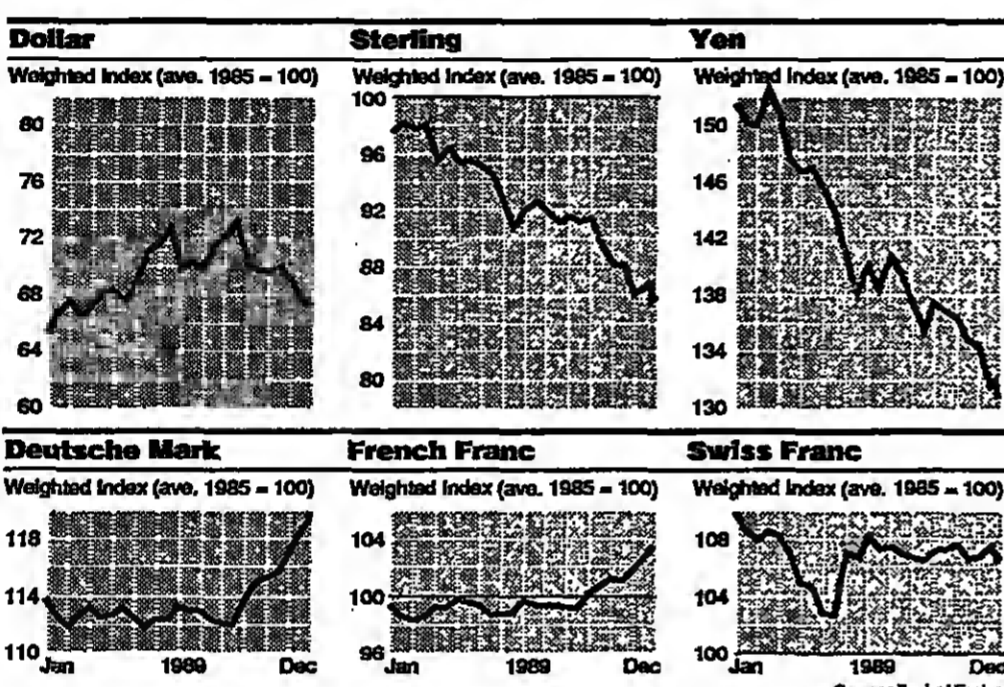 Dollar
Weighted Index (ave. 1985 = 100)
80
76
72
68
64
60
Sterling
Weighted Index (ave. 1985 = 100)
100
96
92
88
84
80
Yen
Weighted Index (ave. 1985 = 100)
150
146
142
138
134
130
Deutsche Mark
Weighted Index (ave. 1985 = 100)
118
114
110
Jan 1989 Dec
French Franc
Weighted Index (ave. 1985 = 100)
104
100
96
Jan 1989 Dec
Swiss Franc
Weighted Index (ave. 1985 = 100)
108
104
100
Jan 1989 Dec